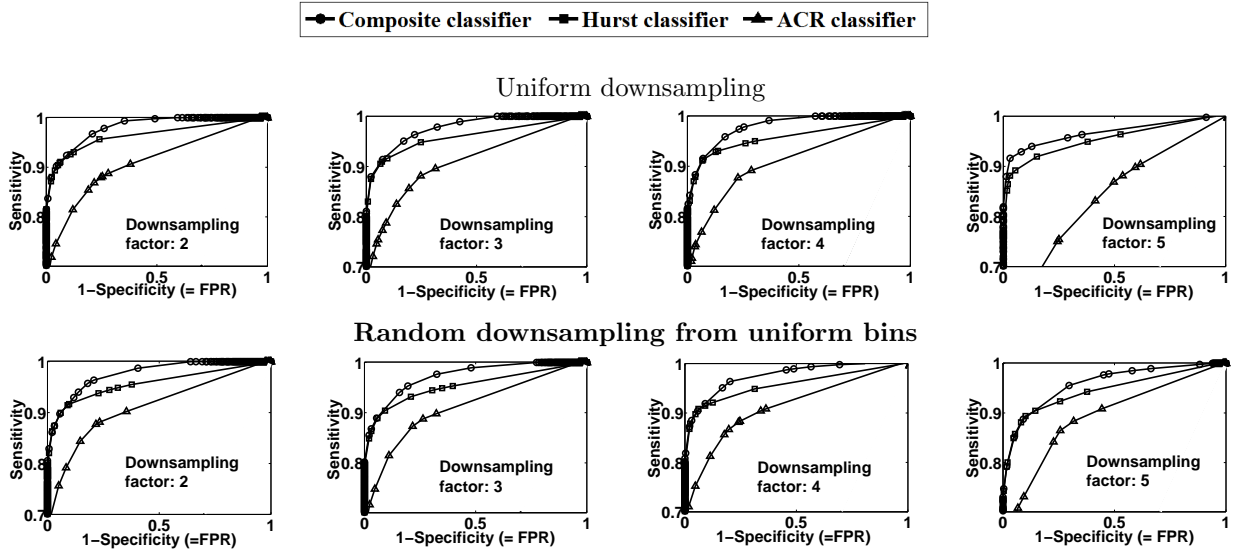 Composite classifier Hurst classifier ACR classifier
Uniform downsampling
1
0.9
0.8
0.7
0 0.5 1
Sensitivity
1−Specificity (= FPR)
Downsampling
factor: 2
1
0.9
0.8
0.7
0 0.5 1
Sensitivity
1−Specificity (= FPR)
Downsampling
factor: 3
1
0.9
0.8
0.7
0 0.5 1
Sensitivity
1−Specificity (= FPR)
Downsampling
factor: 4
1
0.9
0.8
0.7
0 0.5 1
Sensitivity
1−Specificity (= FPR)
Downsampling
factor: 5
Random downsampling from uniform bins
1
0.9
0.8
0.7
0 0.5 1
Sensitivity
1−Specificity (=FPR)
Downsampling
factor: 2
1
0.9
0.8
0.7
0 0.5 1
Sensitivity
1−Specificity (= FPR)
Downsampling
factor: 3
1
0.9
0.8
0.7
0 0.5 1
Sensitivity
1−Specificity (= FPR)
Downsampling
factor: 4
1
0.9
0.8
0.7
0 0.5 1
Sensitivity
1−Specificity (= FPR)
Downsampling
factor: 5